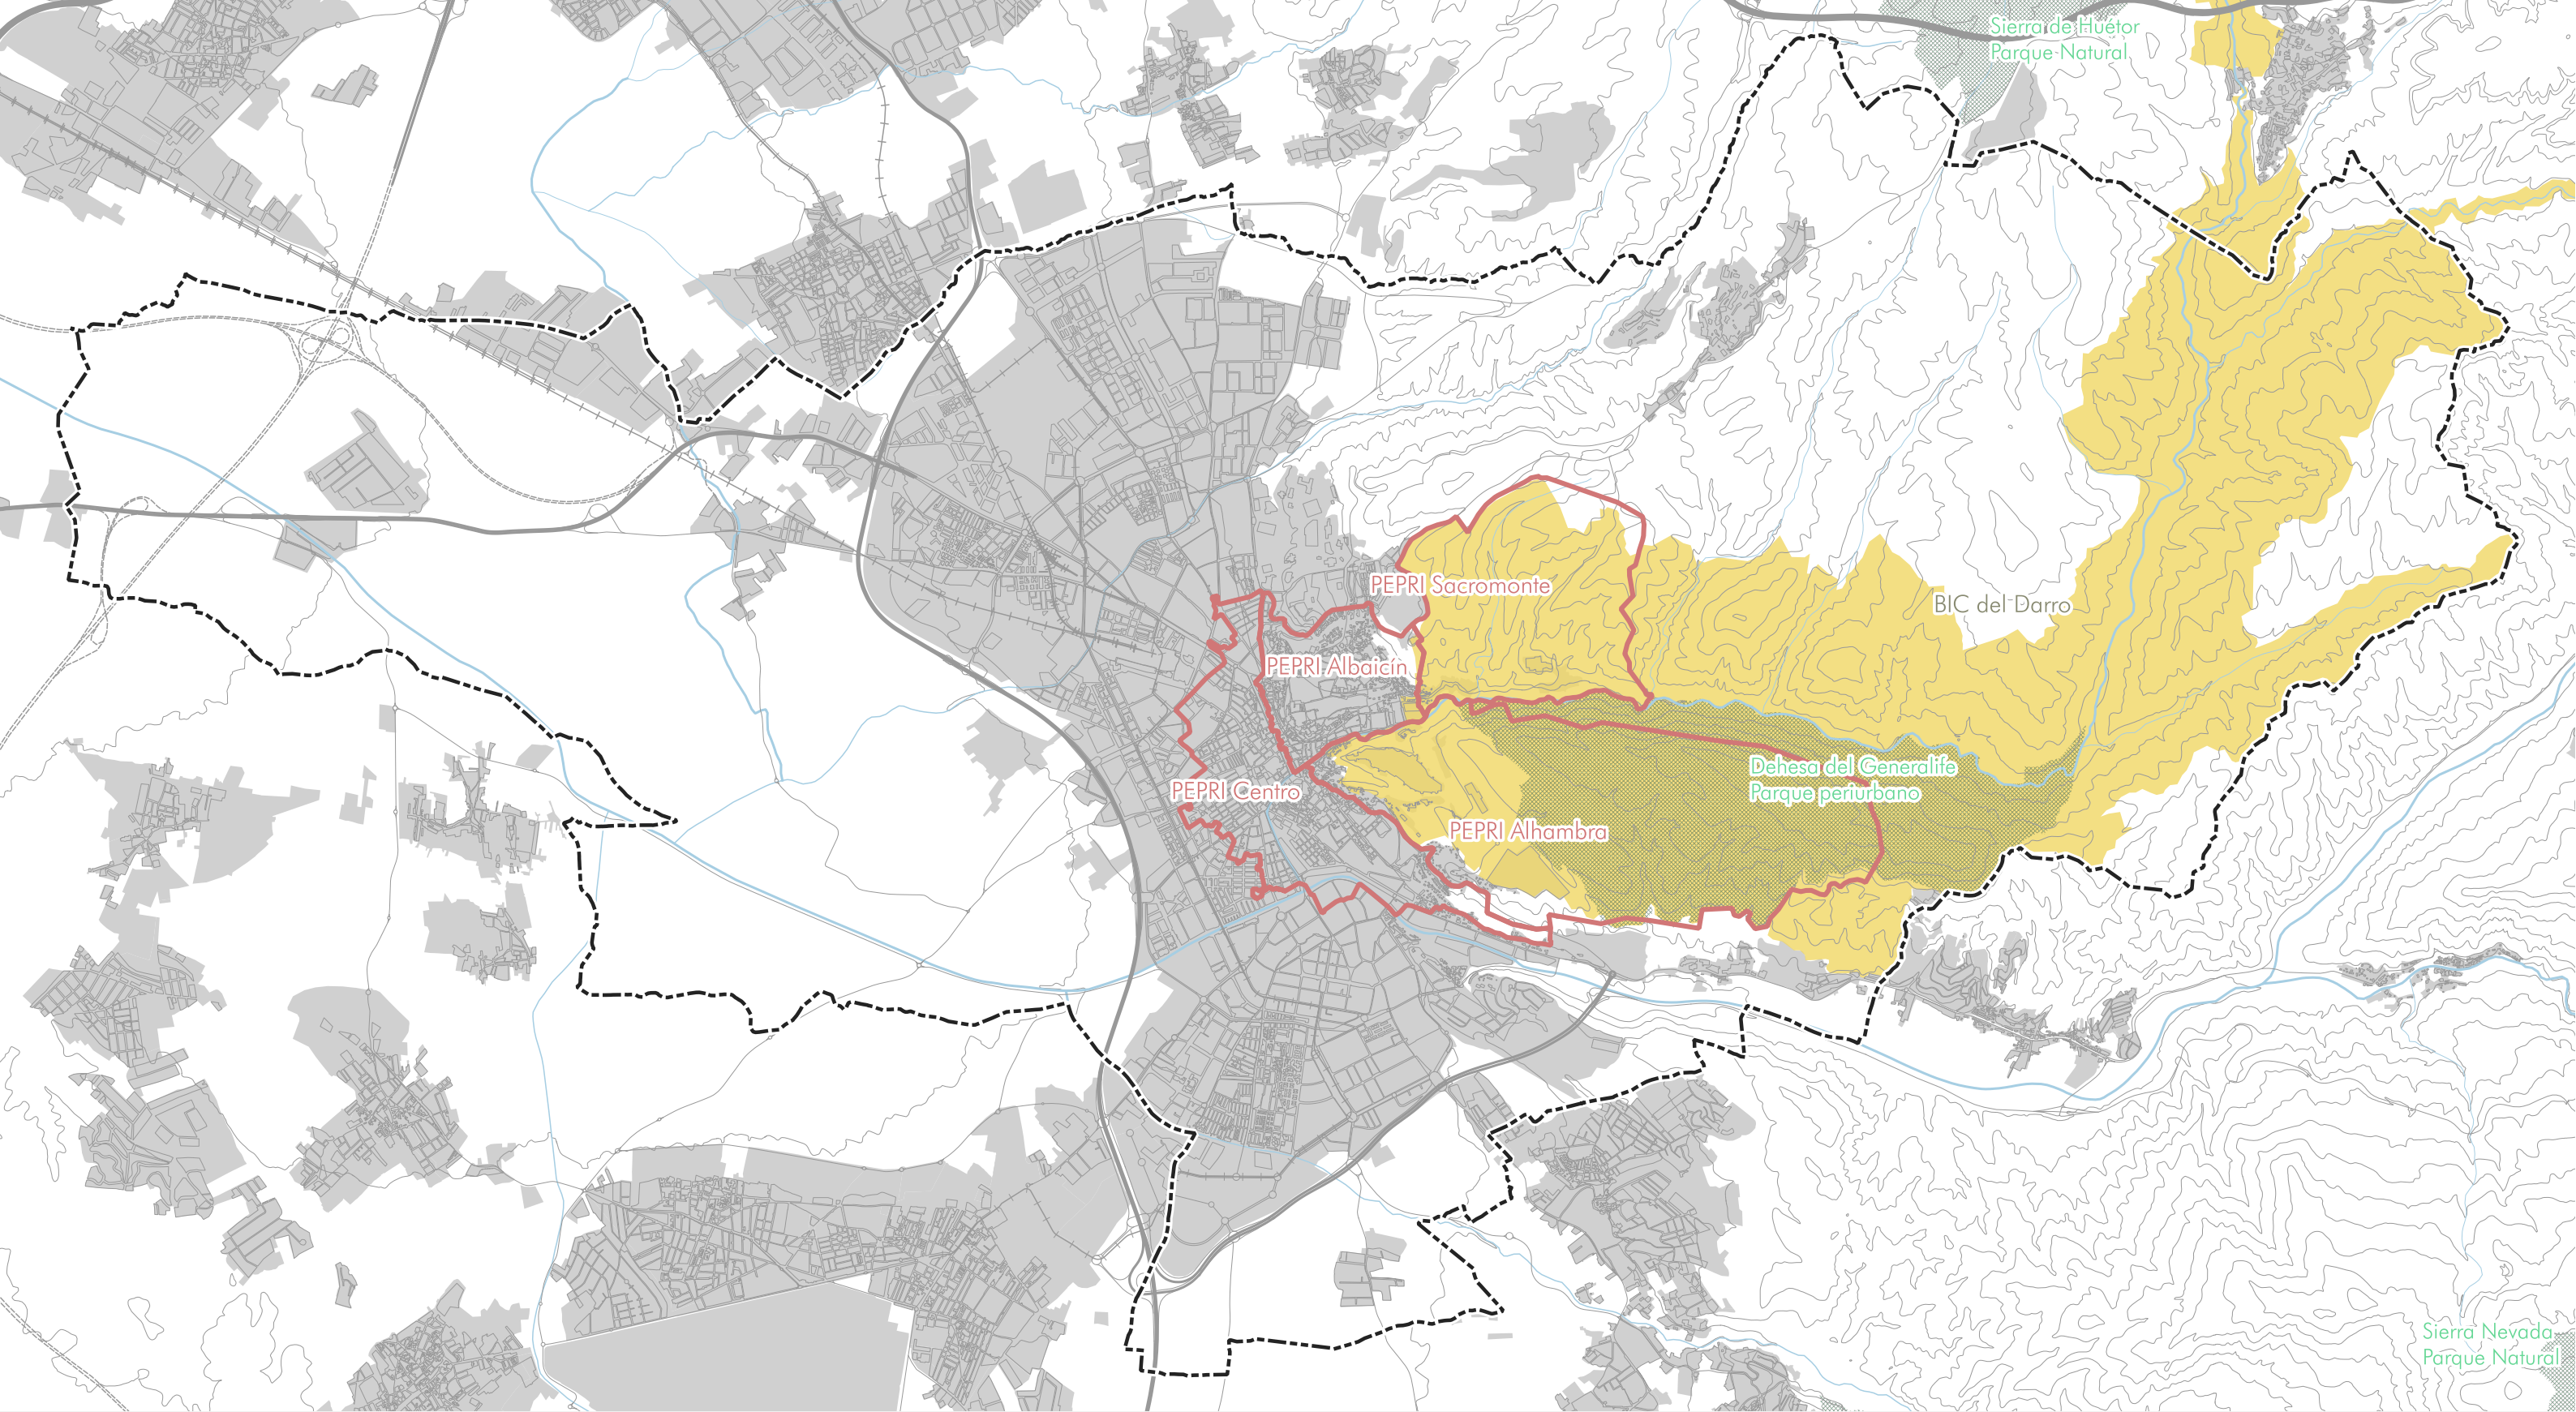 Sierra de Huétor
Parque Natural
PEPRI Sacromonte
BIC del Darro
PEPRI Albaicín
Dehesa del Generalife
Parque periurbano
PEPRI Centro
PEPRI Alhambra
Sierra Nevada
Parque Natural